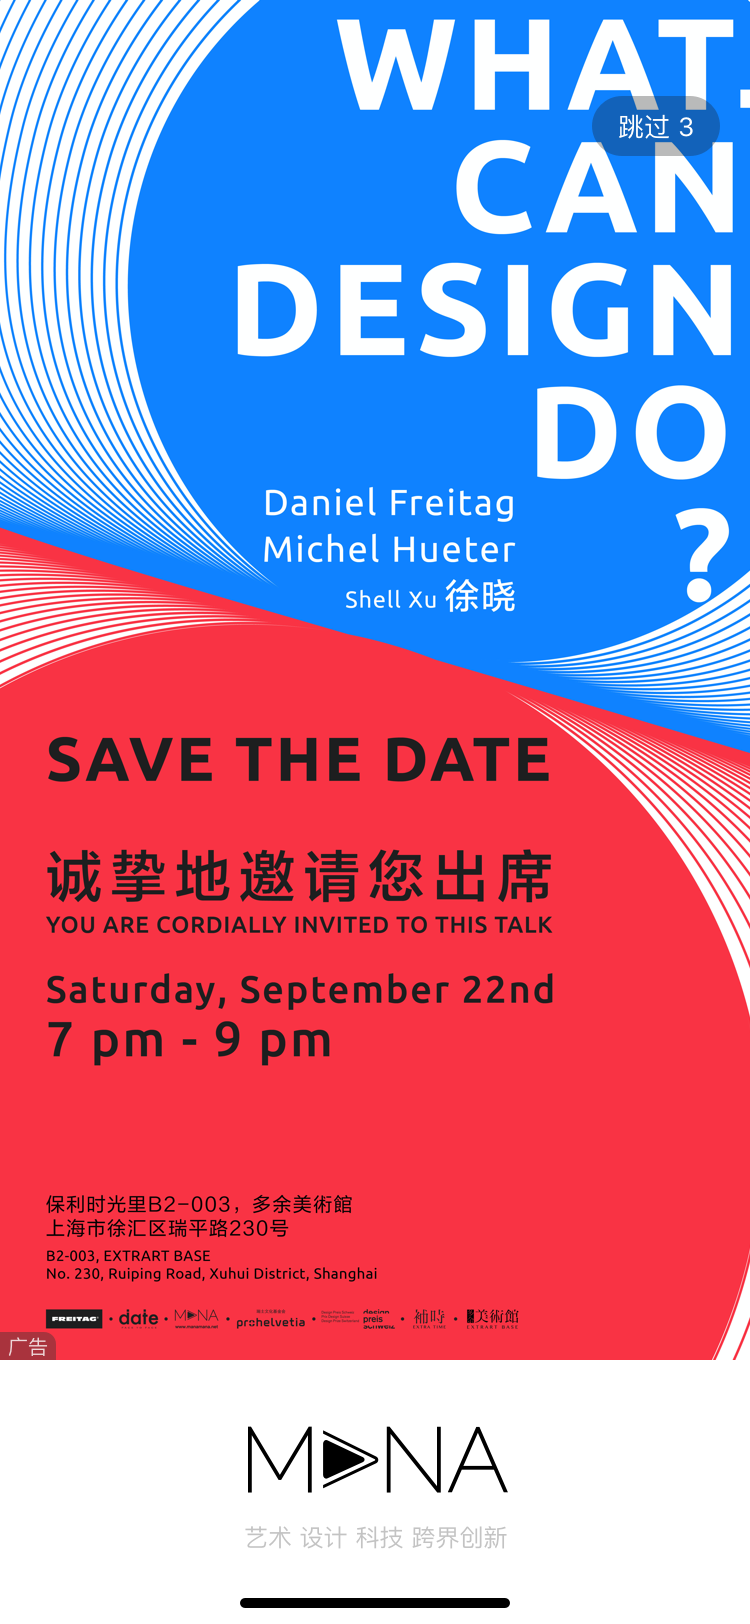 WHAT
CAN
DESIGN
DO
?
跳过 3
Daniel Freitag
Michel Hueter
Shell Xu 徐晓
SAVE THE DATE
诚挚地邀请您出席
YOU ARE CORDIALLY INVITED TO THIS TALK
Saturday, September 22nd
7 pm - 9 pm
保利时光里B2-003，多余美術館
上海市徐汇区瑞平路230号
B2-003, EXTRART BASE
No. 230, Ruiping Road, Xuhui District, Shanghai
FREITAG · date · MANA · prohelvetia · design preis schweiz · 補時 EXTRA TIME · 美術館 EXTRART BASE
广告
MANA
艺术 设计 科技 跨界创新